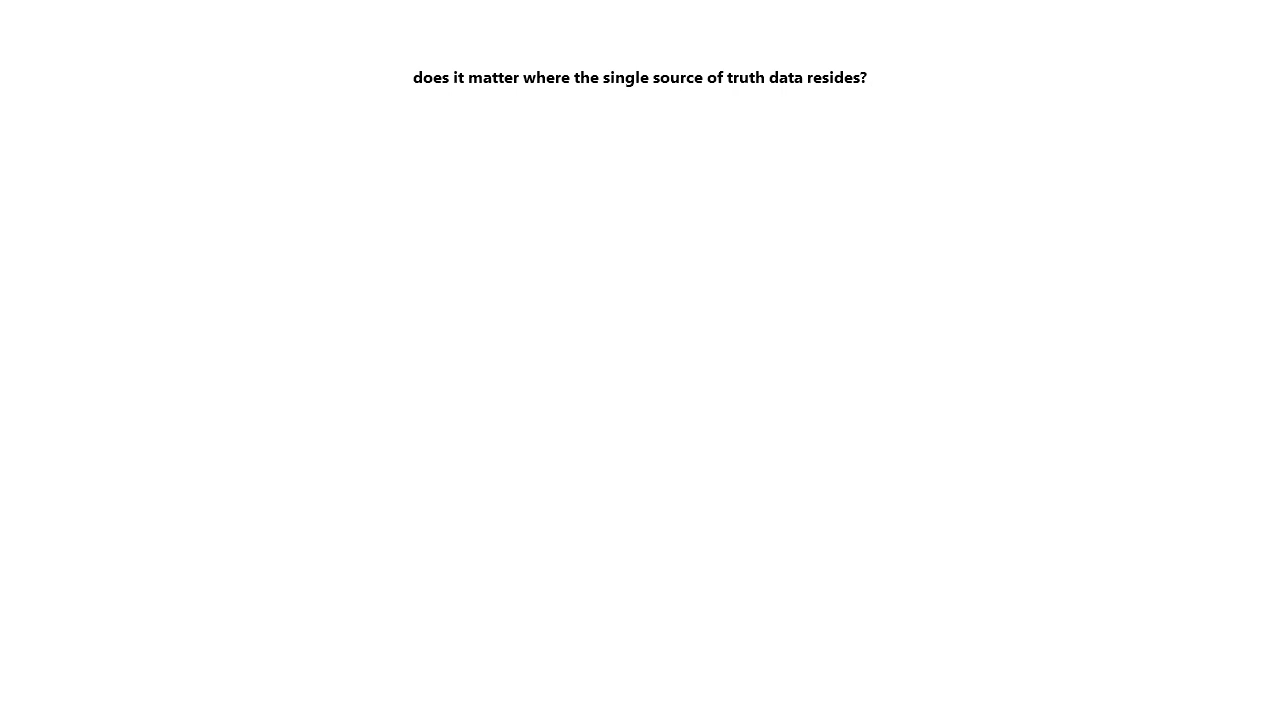 does it matter where the single source of truth data resides?